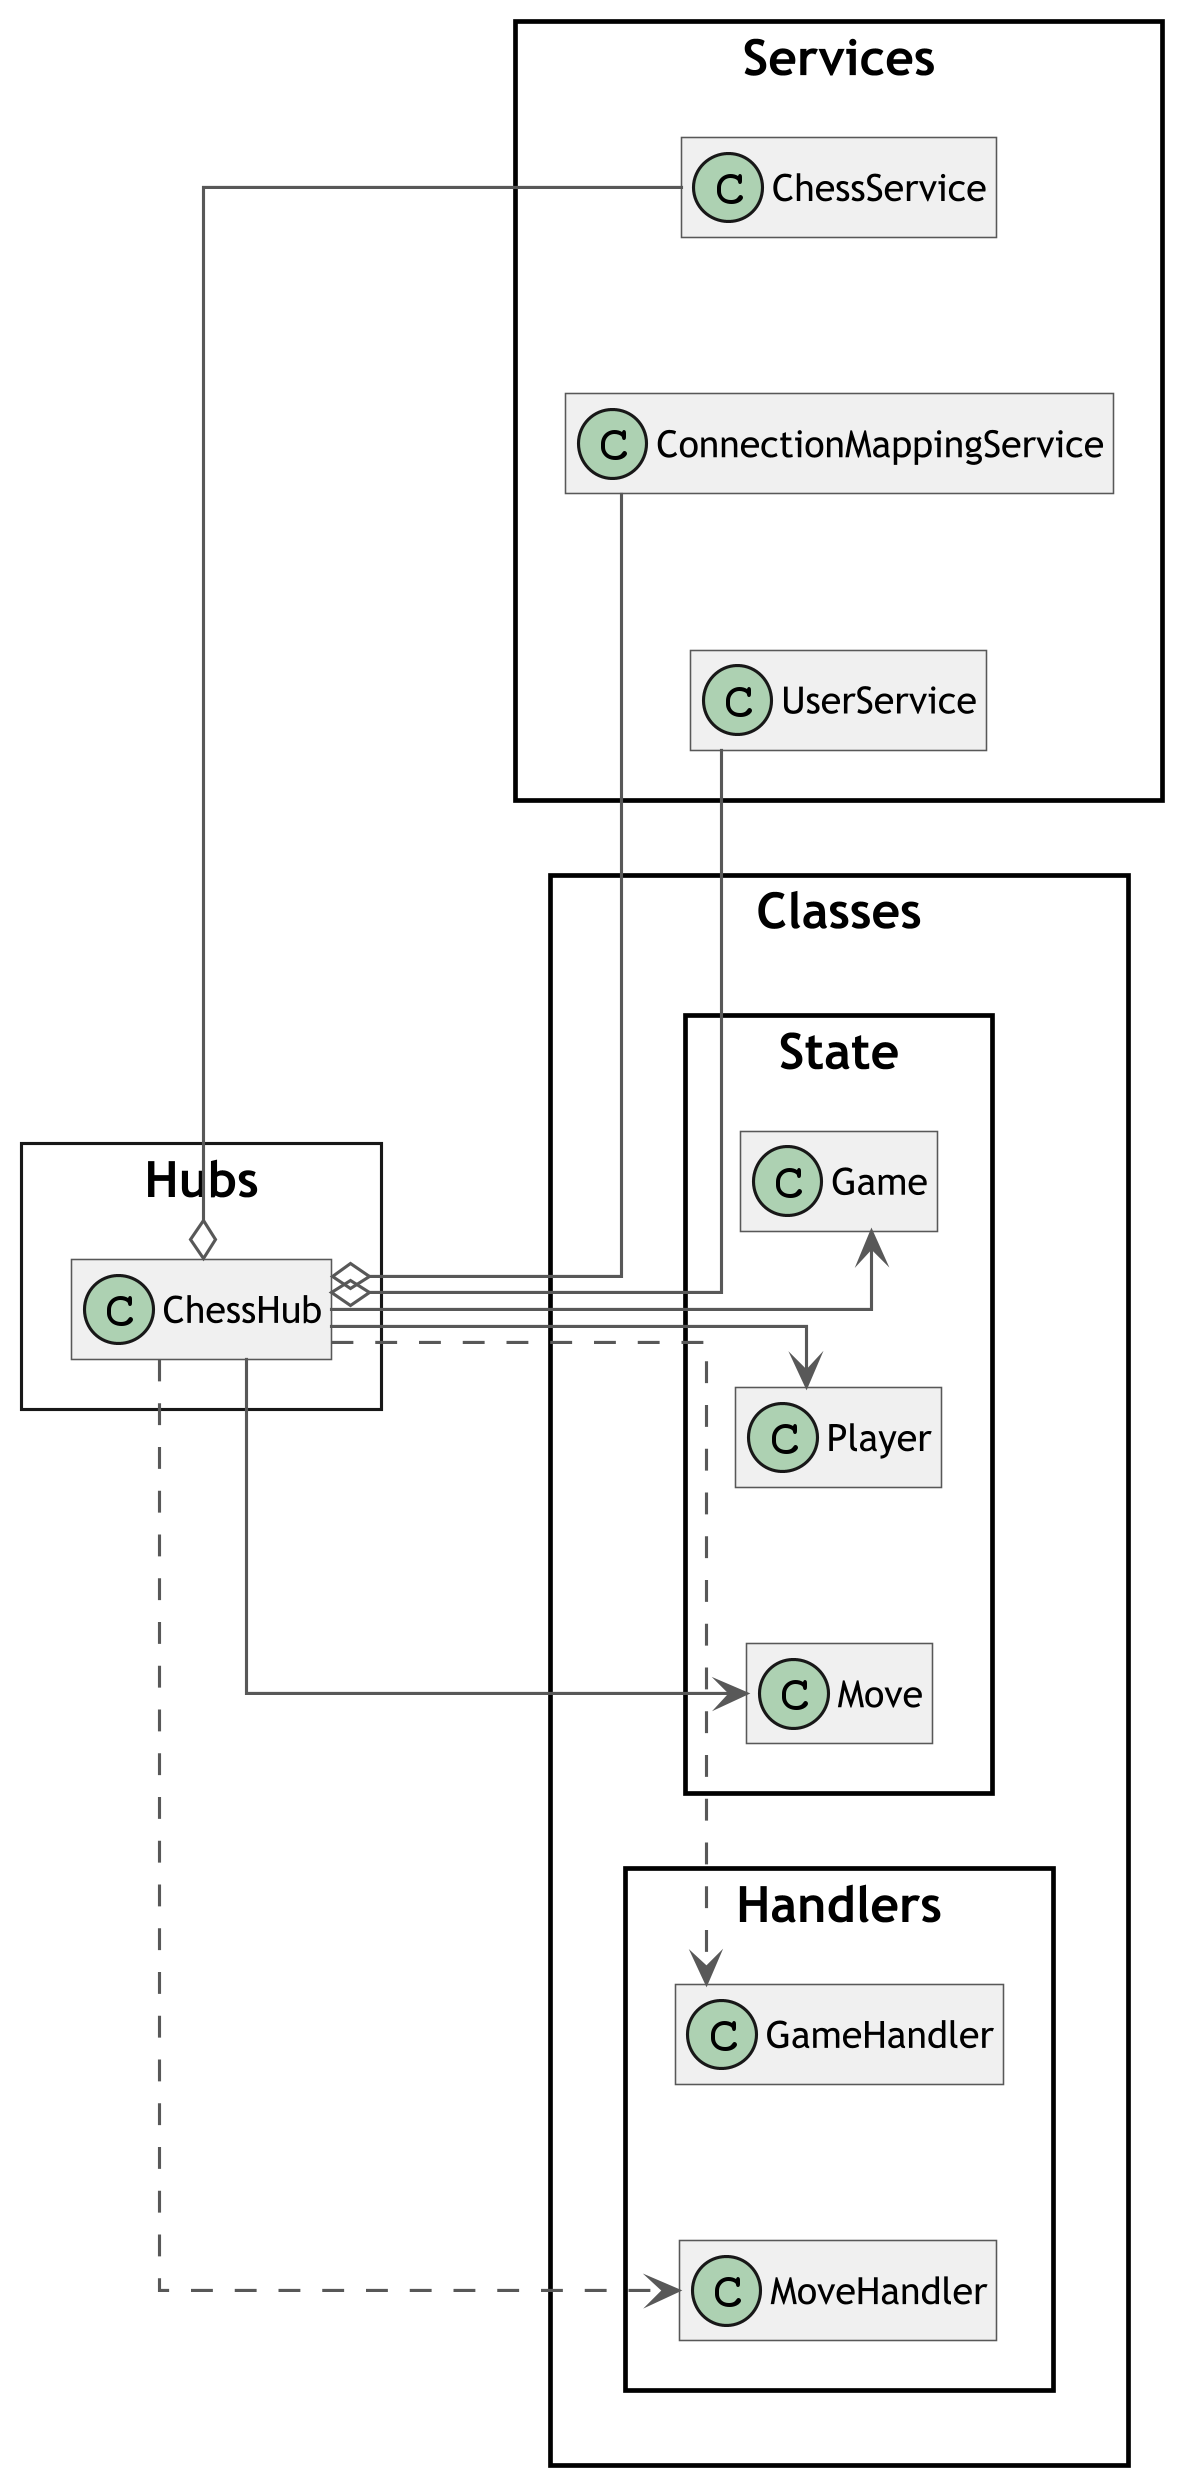 Services
C ChessService
C ConnectionMappingService
C UserService
Classes
State
C Game
Hubs
C ChessHub
C Player
C Move
Handlers
C GameHandler
C MoveHandler